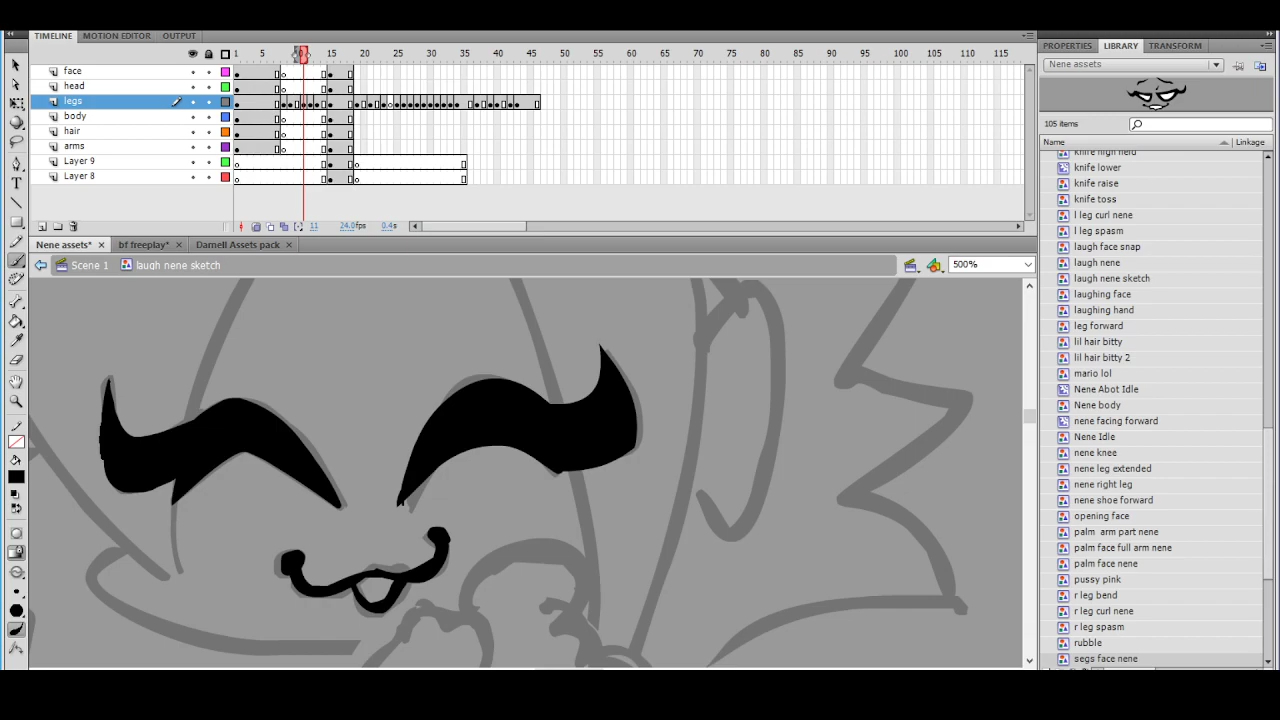 TIMELINE MOTION EDITOR OUTPUT
1 5 15 20 25 30 35 40 45 50 55 60 65 70 75 80 85 90 95 100 105 110 115
face
head
legs
body
hair
arms
Layer 9
Layer 8
11 24.0fps 0.4s
Nene assets* bf freeplay* Darnell Assets pack
Scene 1 laugh nene sketch 500%
PROPERTIES LIBRARY TRANSFORM
Nene assets
105 items
Name Linkage
knife high held
knife lower
knife raise
knife toss
l leg curl nene
l leg spasm
laugh face snap
laugh nene
laugh nene sketch
laughing face
laughing hand
leg forward
lil hair bitty
lil hair bitty 2
mario lol
Nene Abot Idle
Nene body
nene facing forward
Nene Idle
nene knee
nene leg extended
nene right leg
nene shoe forward
opening face
palm arm part nene
palm face full arm nene
palm face nene
pussy pink
r leg bend
r leg curl nene
r leg spasm
rubble
segs face nene